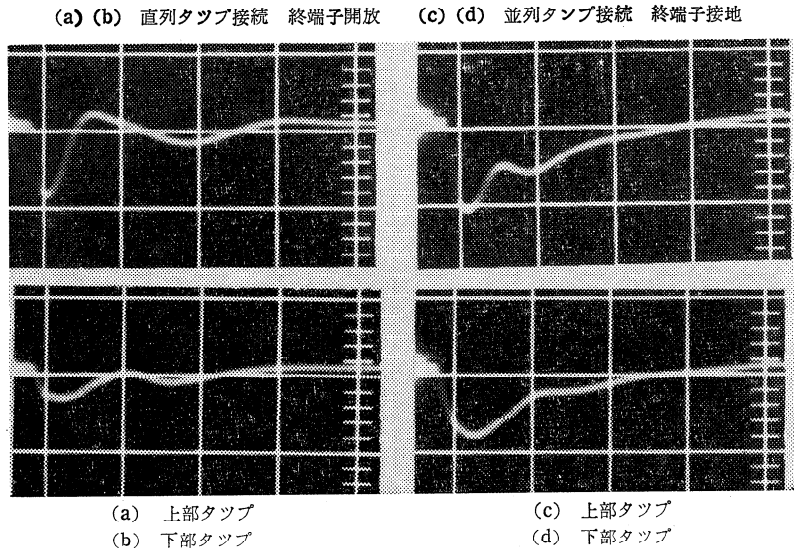 (a) (b) 直列タツプ接続 終端子開放
(c) (d) 並列タンプ接続 終端子接地
(a) 上部タツプ
(b) 下部タツプ
(c) 上部タツプ
(d) 下部タツプ